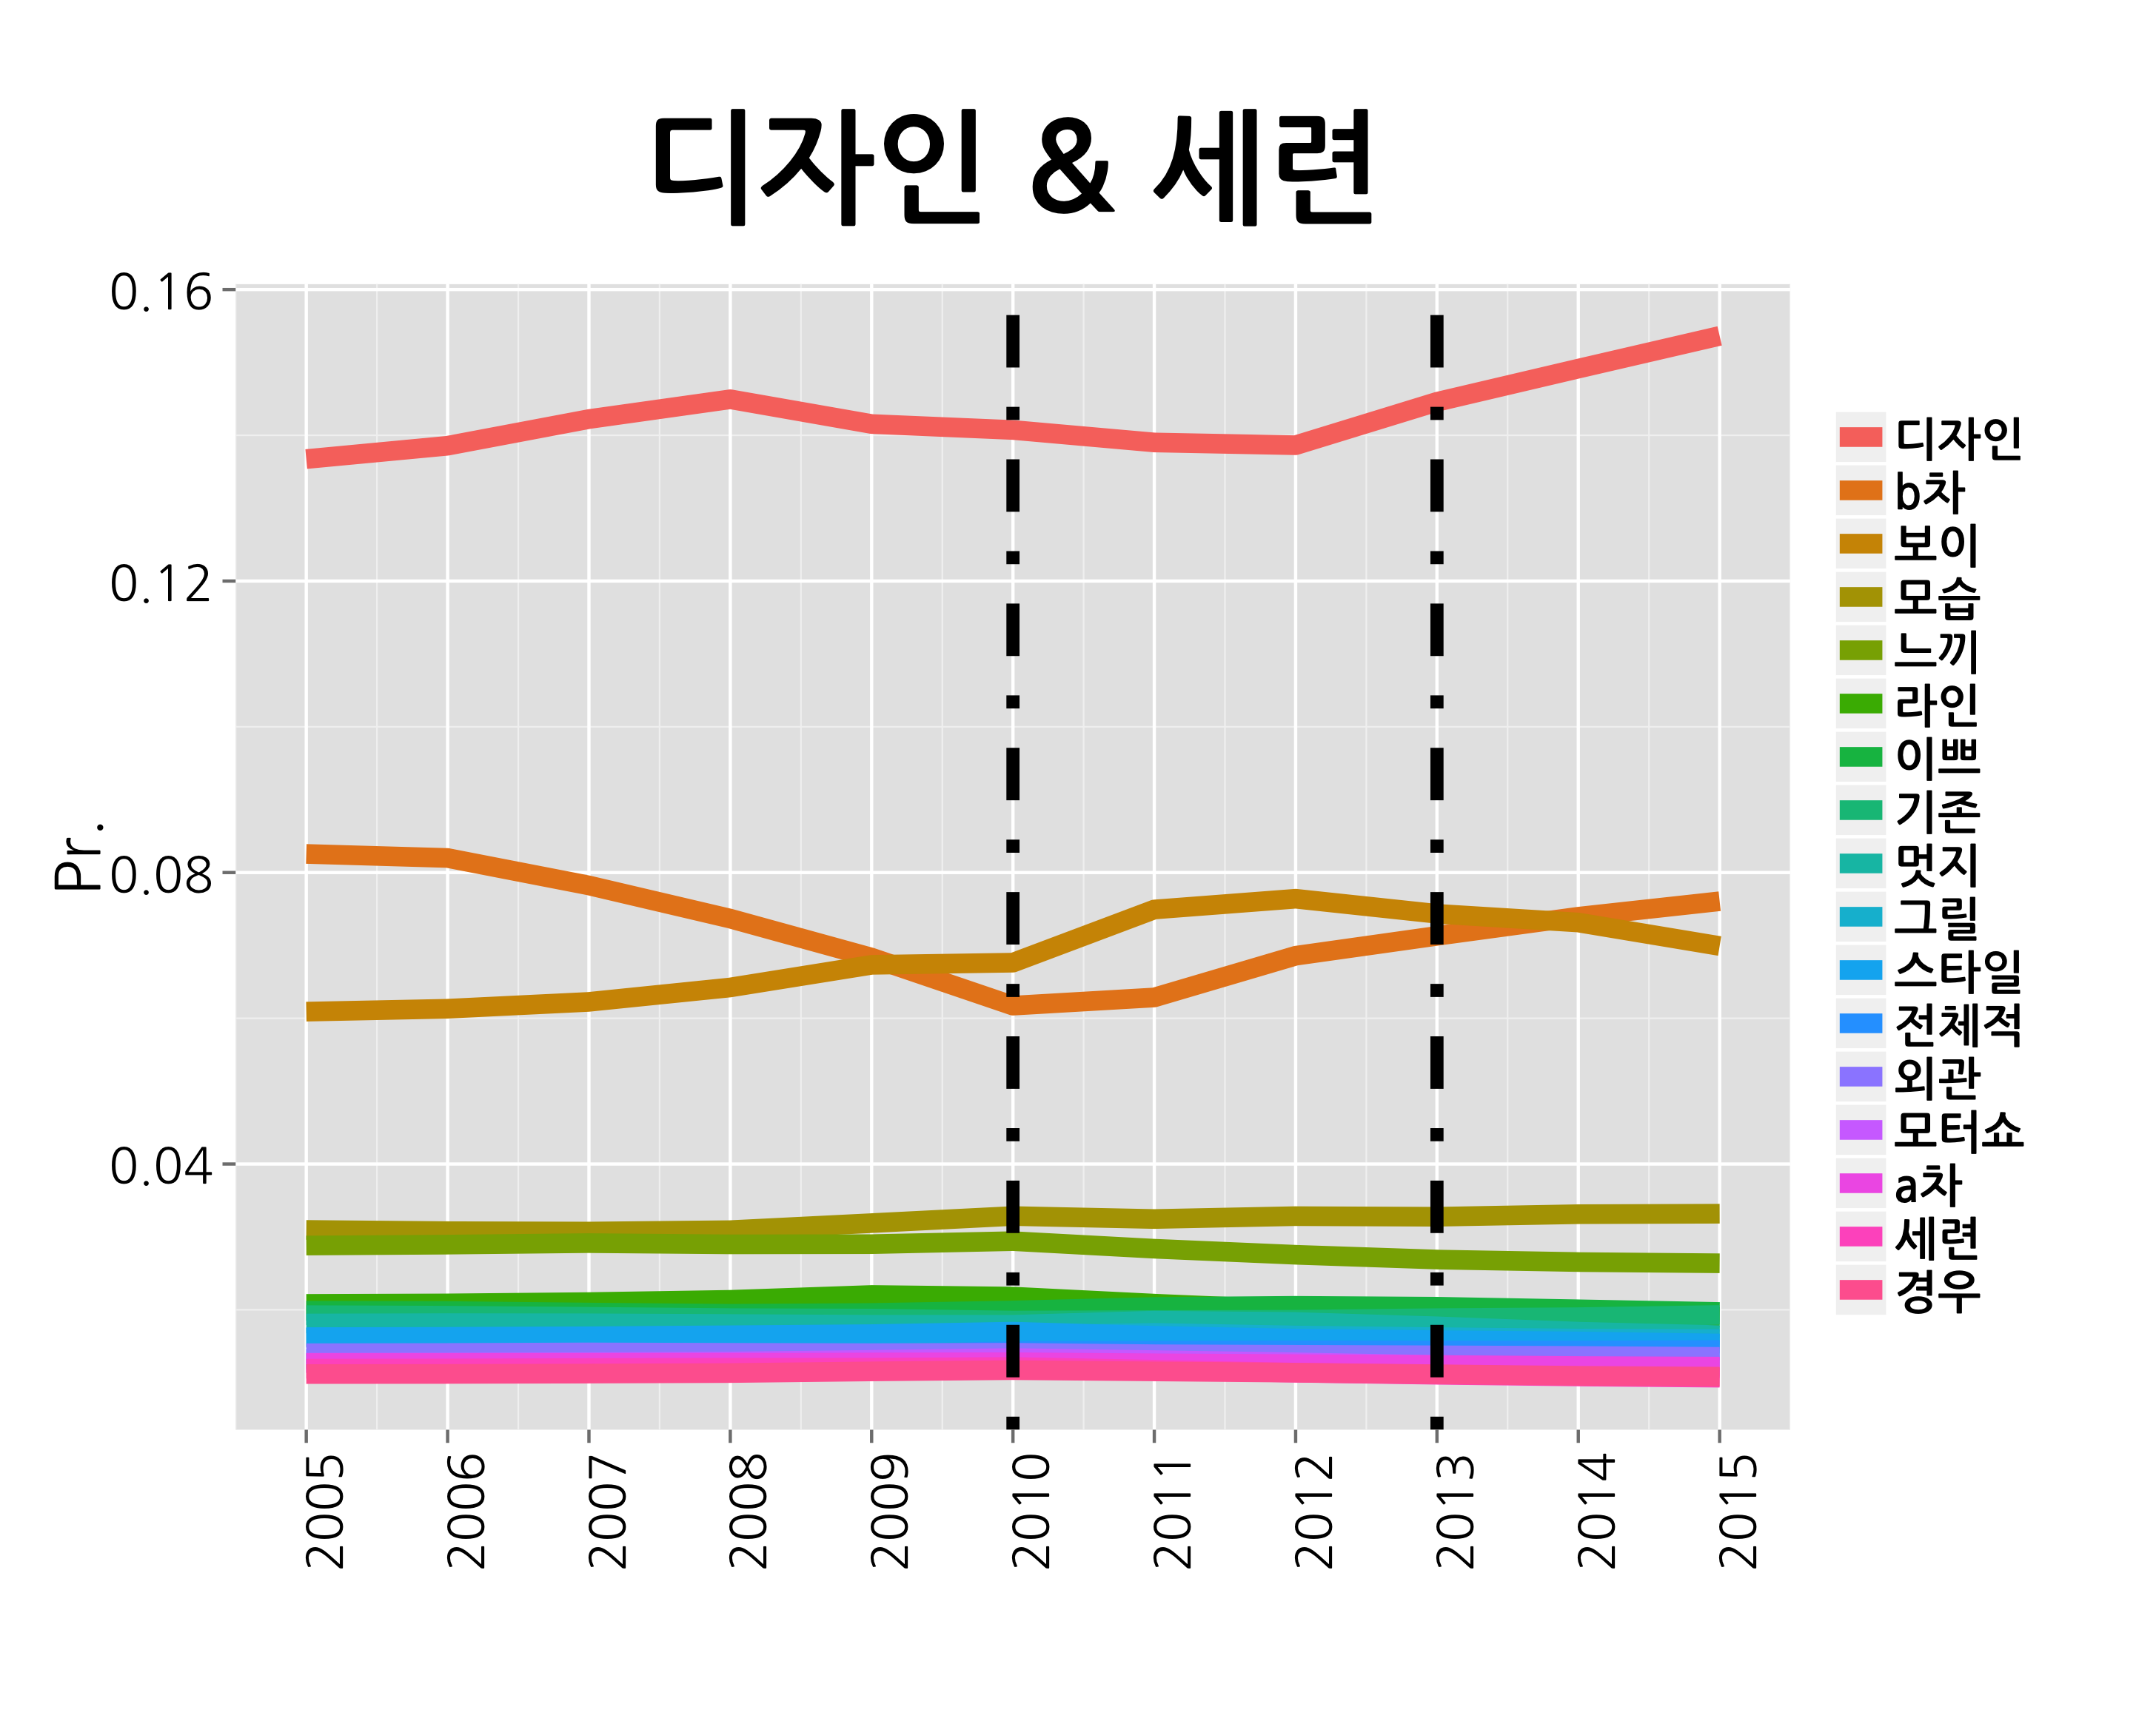 디자인 & 세련
0.16
0.12
0.08
0.04
Pr.
2005
2006
2007
2008
2009
2010
2011
2012
2013
2014
2015
디자인
b차
보이
모습
느끼
라인
이쁘
기존
멋지
그릴
스타일
전체적
외관
모터쇼
a차
세련
경우